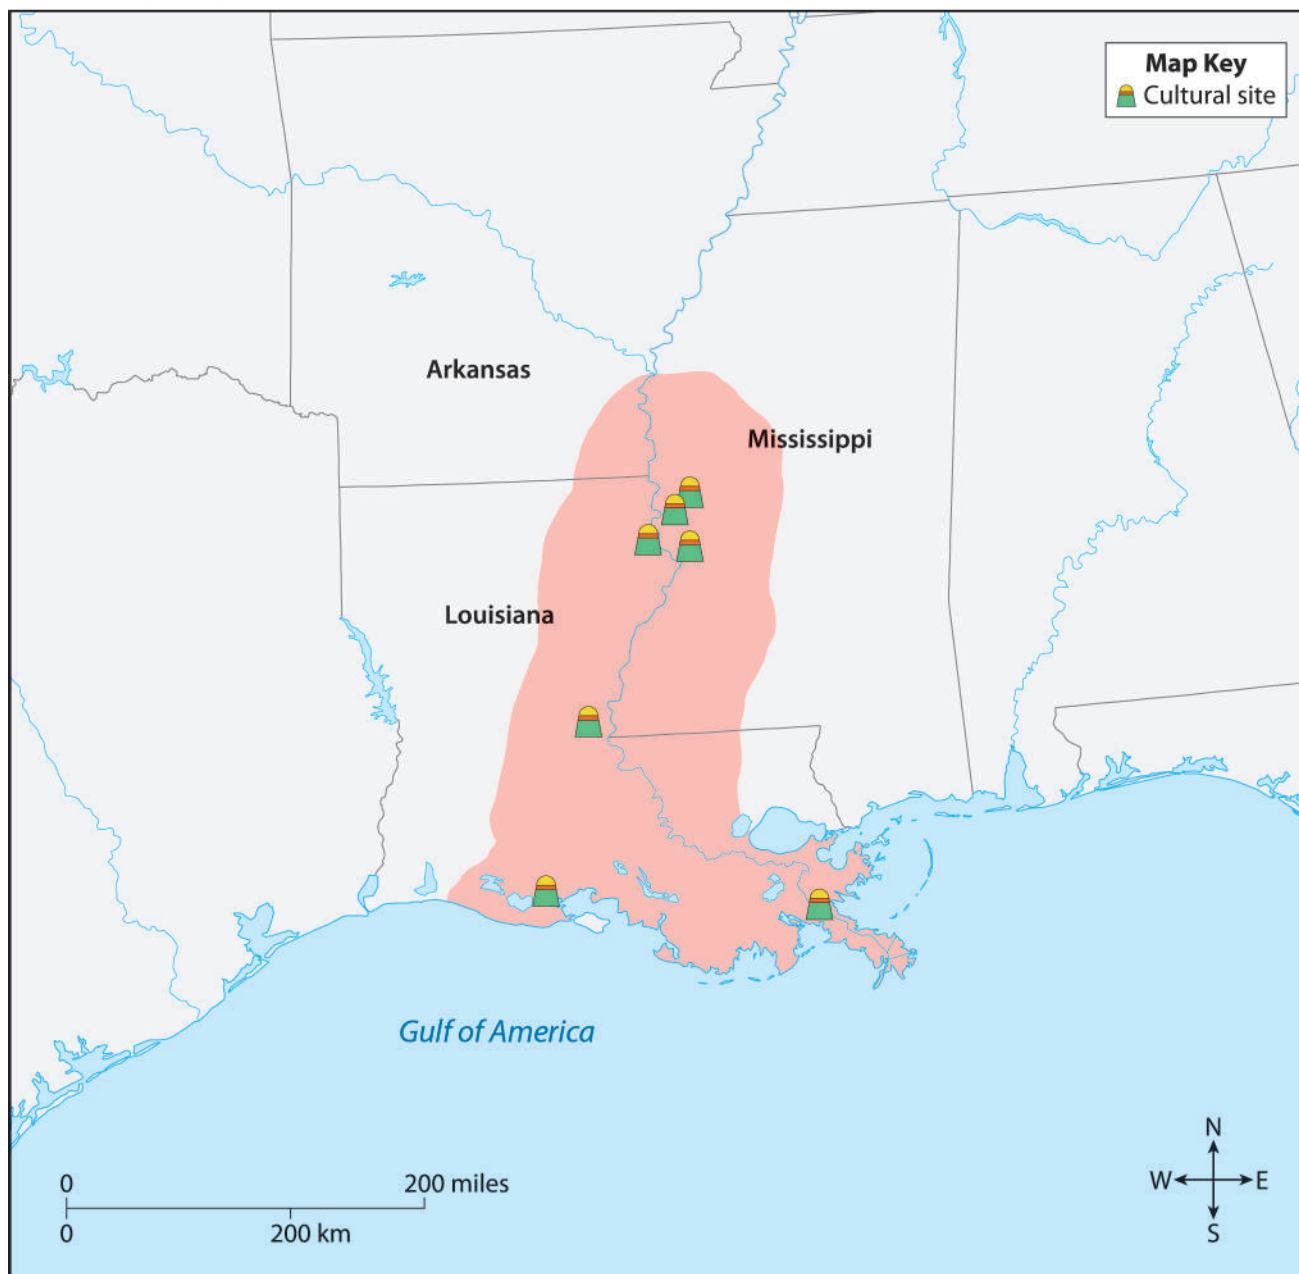 Map Key
Cultural site
Arkansas
Mississippi
Louisiana
Gulf of America
N
W E
S
0 200 miles
0 200 km